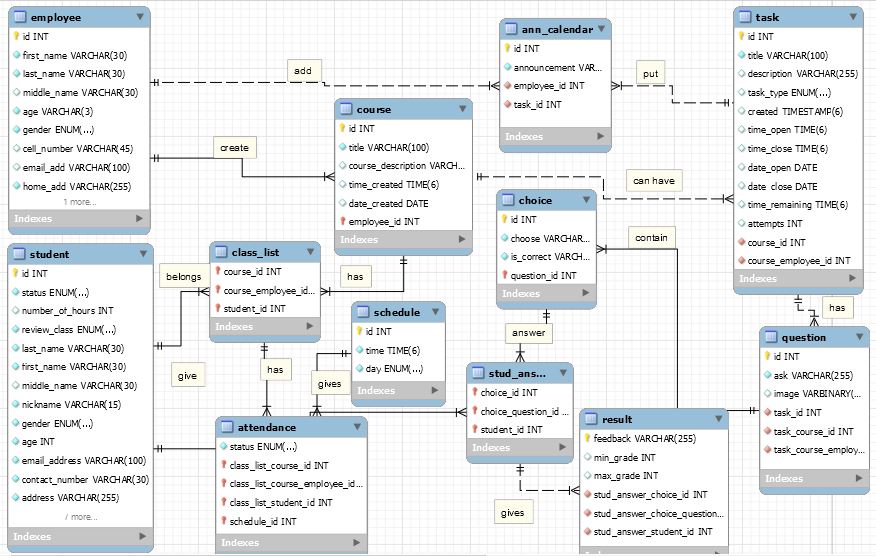 employee
id INT
first_name VARCHAR(30)
last_name VARCHAR(30)
middle_name VARCHAR(30)
age VARCHAR(3)
gender ENUM(...)
cell_number VARCHAR(45)
email_add VARCHAR(100)
home_add VARCHAR(255)
1 more...
Indexes
add
create
course
id INT
title VARCHAR(100)
course_description VARCH...
time_created TIME(6)
date_created DATE
employee_id INT
Indexes
ann_calendar
id INT
announcement VAR...
employee_id INT
task_id INT
Indexes
put
can have
task
id INT
title VARCHAR(100)
description VARCHAR(255)
task_type ENUM(...)
created TIMESTAMP(6)
time_open TIME(6)
time_close TIME(6)
date_open DATE
date close DATE
time_remaining TIME(6)
attempts INT
course_id INT
course_employee_id INT
Indexes
student
id INT
status ENUM(...)
number_of_hours INT
review_class ENUM(...)
last_name VARCHAR(30)
first_name VARCHAR(30)
middle_name VARCHAR(30)
nickname VARCHAR(15)
gender ENUM(...)
age INT
email_address VARCHAR(100)
contact_number VARCHAR(30)
address VARCHAR(255)
7 more...
Indexes
belongs
give
class_list
course_id INT
course_employee_id...
student_id INT
Indexes
has
has
gives
schedule
id INT
time TIME(6)
day ENUM(...)
Indexes
choice
id INT
choose VARCHAR...
is_correct VARCH...
question_id INT
Indexes
contain
answer
has
question
id INT
ask VARCHAR(255)
image VARBINARY(...
task_id INT
task_course_id INT
task_course_employ...
Indexes
attendance
status ENUM(...)
class_list_course_id INT
class_list_course_employee_id...
class_list_student_id INT
schedule_id INT
Indexes
stud_ans...
choice_id INT
choice_question_id ...
student_id INT
Indexes
gives
result
feedback VARCHAR(255)
min_grade INT
max_grade INT
stud_answer_choice_id INT
stud_answer_choice_question...
stud_answer_student_id INT